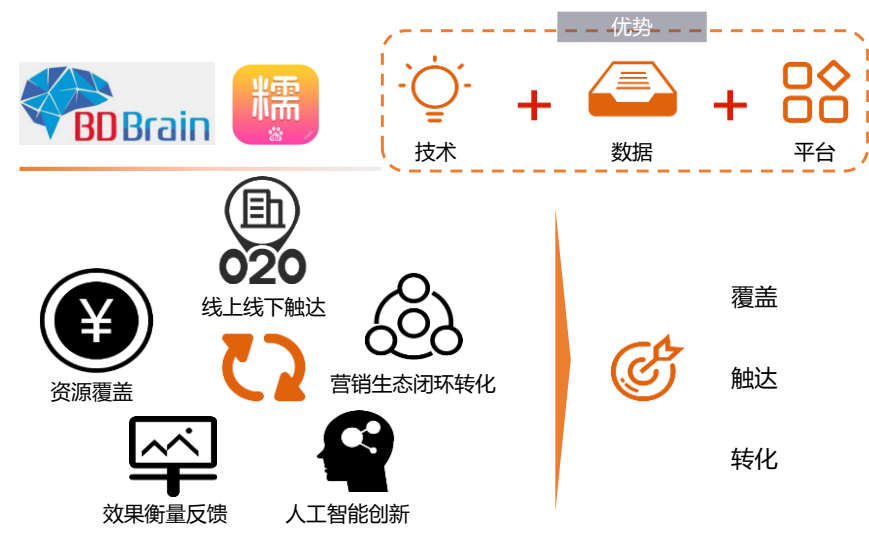 优势
BD Brain
糯
技术
+
数据
+
平台
O2O
线上线下触达
¥
资源覆盖
营销生态闭环转化
效果衡量反馈
人工智能创新
覆盖
触达
转化